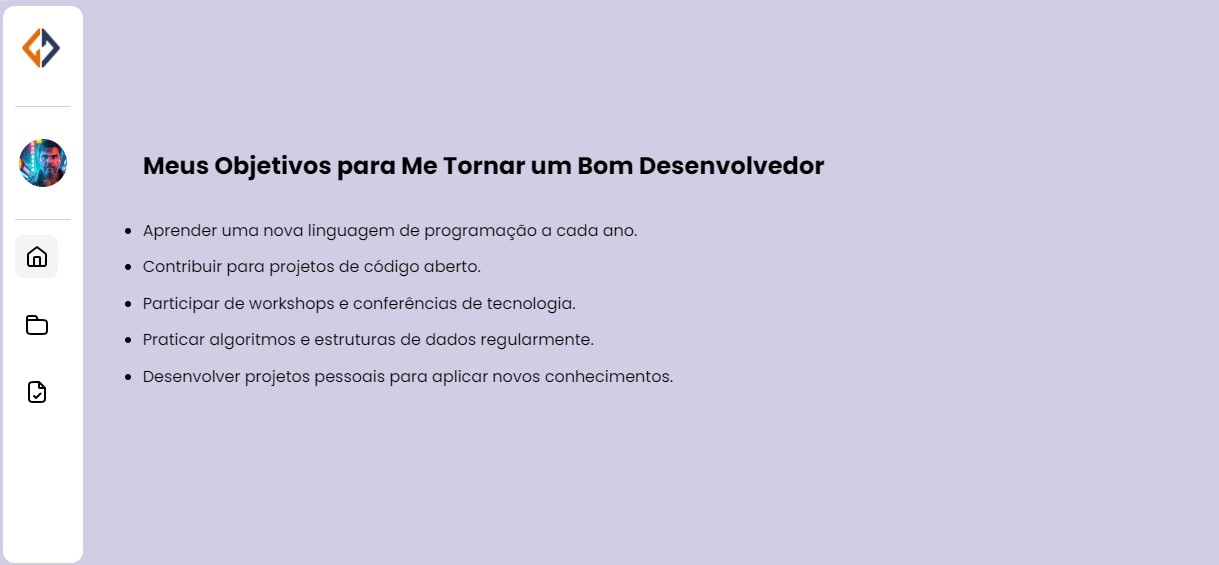 Meus Objetivos para Me Tornar um Bom Desenvolvedor
Aprender uma nova linguagem de programação a cada ano.
Contribuir para projetos de código aberto.
Participar de workshops e conferências de tecnologia.
Praticar algoritmos e estruturas de dados regularmente.
Desenvolver projetos pessoais para aplicar novos conhecimentos.